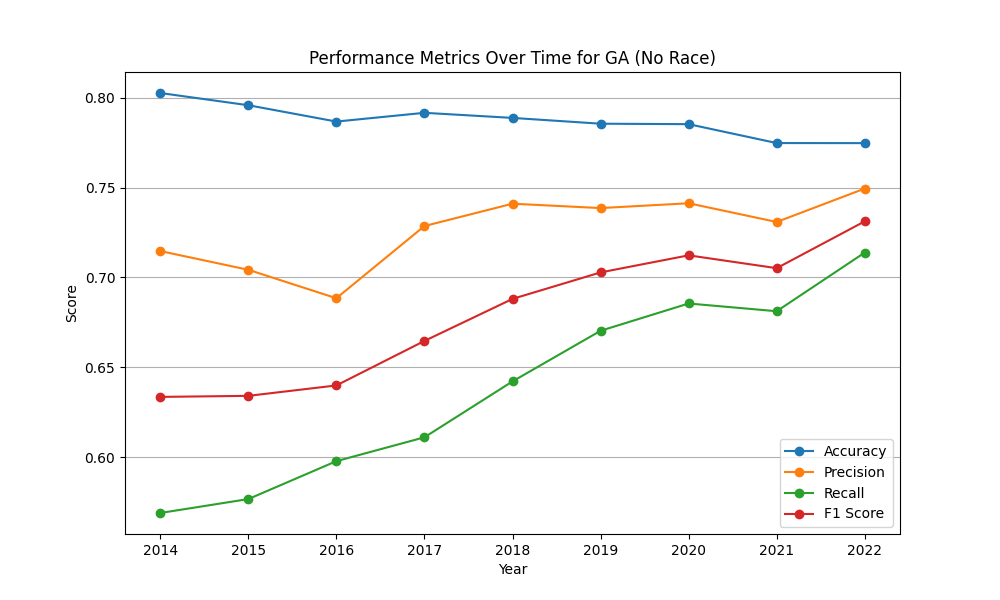 Performance Metrics Over Time for GA (No Race)
0.80
0.75
0.70
0.65
0.60
Score
2014 2015 2016 2017 2018 2019 2020 2021 2022
Year
Accuracy
Precision
Recall
F1 Score